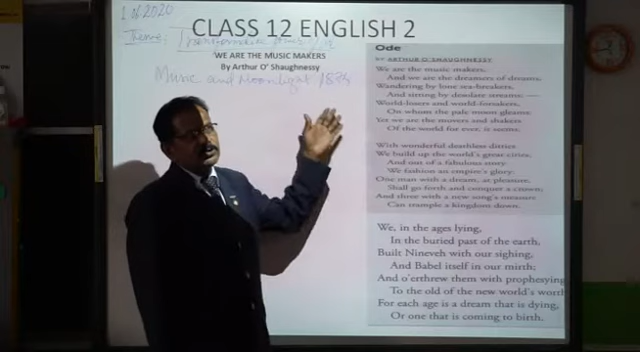 1.6.2020
CLASS 12 ENGLISH 2
Theme:
WE ARE THE MUSIC MAKERS
By Arthur O' Shaughnessy
Music and Moonlight 1874
Ode
BY ARTHUR O'SHAUGHNESSY
We are the music makers,
And we are the dreamers of dreams,
Wandering by lone sea-breakers,
And sitting by desolate streams; —
World-losers and world-forsakers,
On whom the pale moon gleams:
Yet we are the movers and shakers
Of the world for ever, it seems.
With wonderful deathless ditties
We build up the world's great cities,
And out of a fabulous story
We fashion an empire's glory:
One man with a dream, at pleasure,
Shall go forth and conquer a crown;
And three with a new song's measure
Can trample a kingdom down.
We, in the ages lying,
In the buried past of the earth,
Built Nineveh with our sighing,
And Babel itself in our mirth;
And o'erthrew them with prophesying
To the old of the new world's worth
For each age is a dream that is dying,
Or one that is coming to birth.